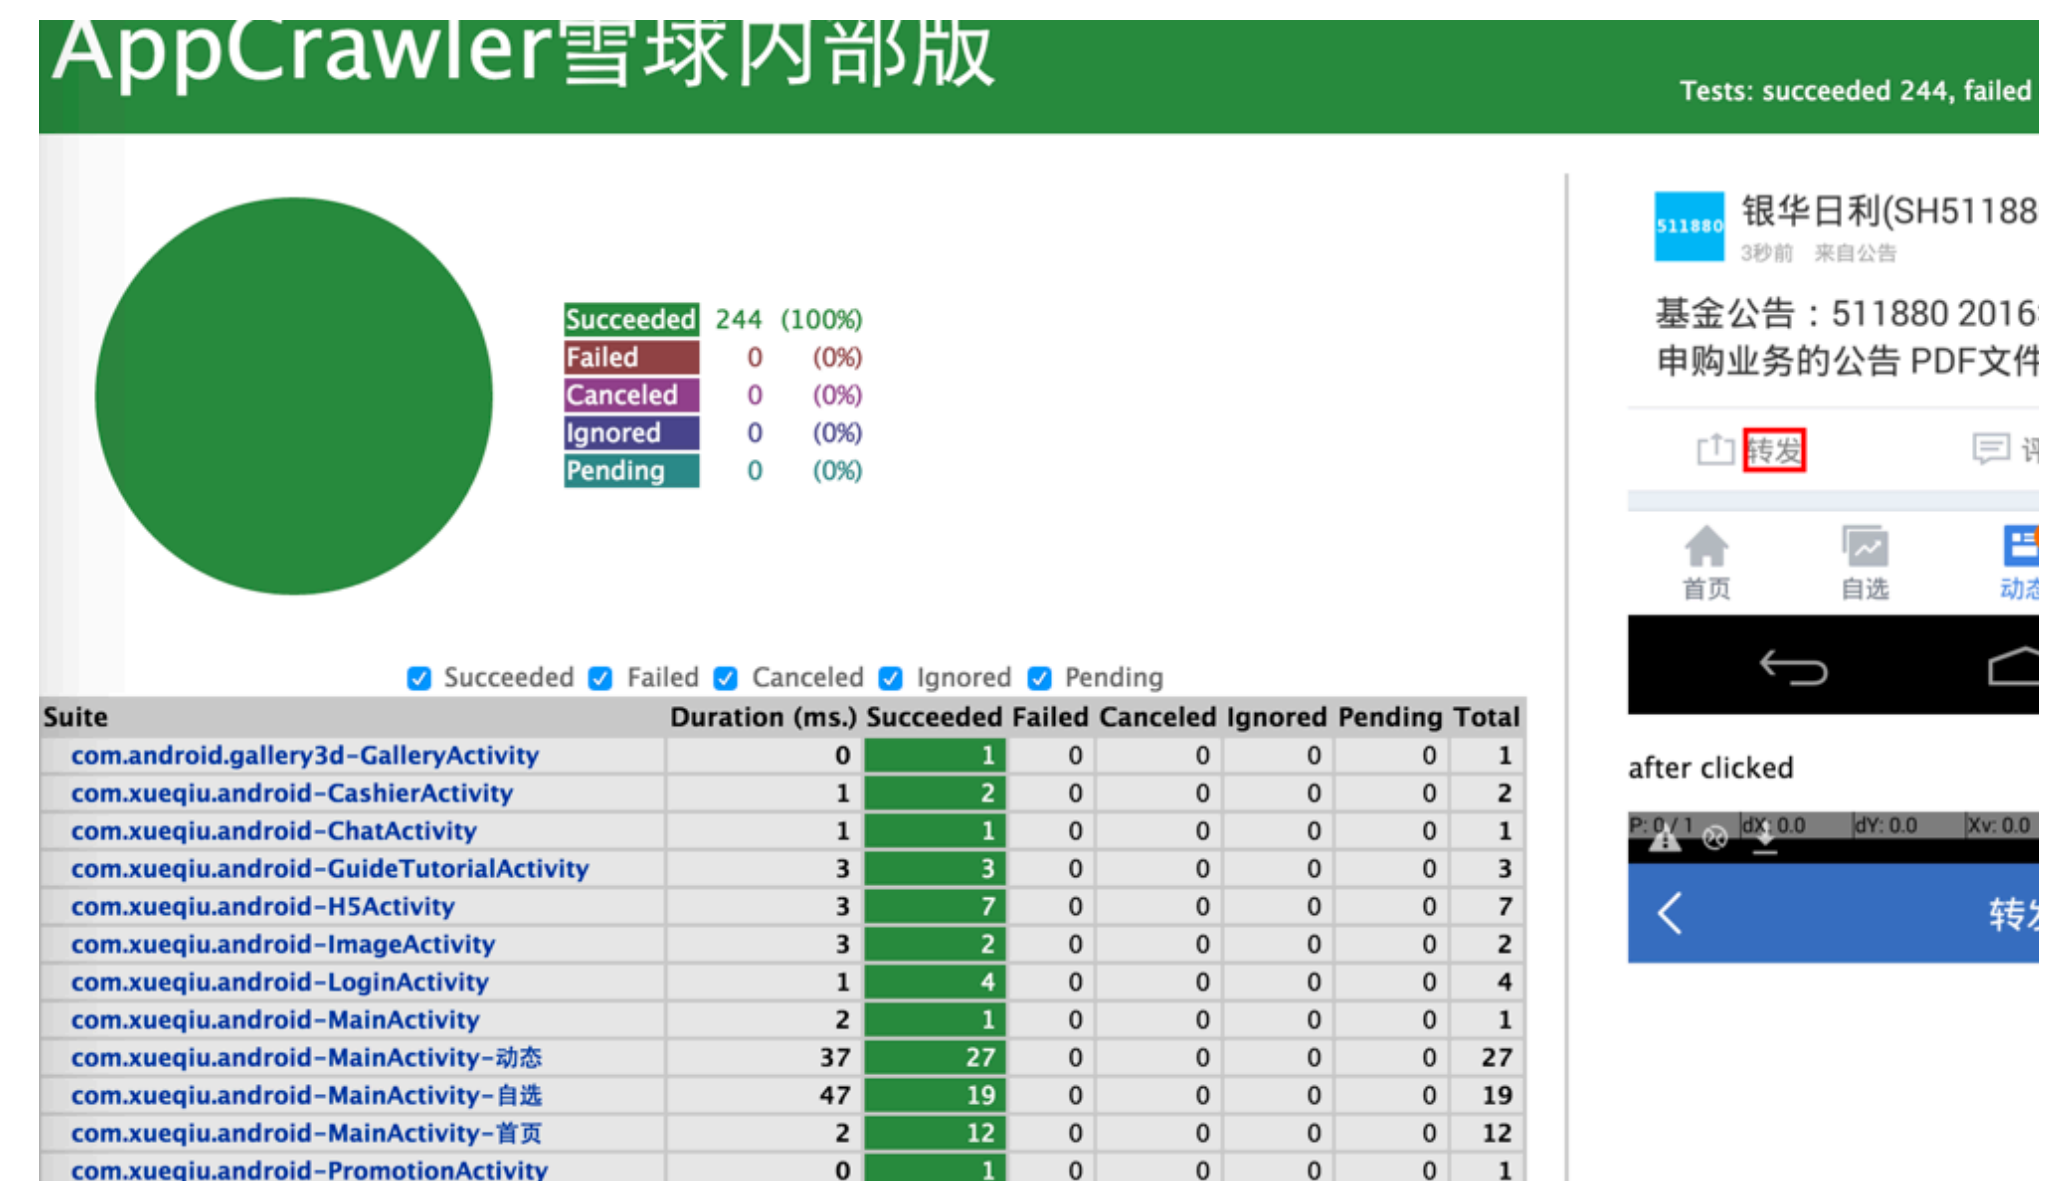 AppCrawler雪球内部版
Tests: succeeded 244, failed
Succeeded 244 (100%)
Failed 0 (0%)
Canceled 0 (0%)
Ignored 0 (0%)
Pending 0 (0%)
Succeeded Failed Canceled Ignored Pending
Suite Duration (ms.) Succeeded Failed Canceled Ignored Pending Total
com.android.gallery3d-GalleryActivity 0 1 0 0 0 0 1
com.xueqiu.android-CashierActivity 1 2 0 0 0 0 2
com.xueqiu.android-ChatActivity 1 1 0 0 0 0 1
com.xueqiu.android-GuideTutorialActivity 3 3 0 0 0 0 3
com.xueqiu.android-H5Activity 3 7 0 0 0 0 7
com.xueqiu.android-ImageActivity 3 2 0 0 0 0 2
com.xueqiu.android-LoginActivity 1 4 0 0 0 0 4
com.xueqiu.android-MainActivity 2 1 0 0 0 0 1
com.xueqiu.android-MainActivity-动态 37 27 0 0 0 0 27
com.xueqiu.android-MainActivity-自选 47 19 0 0 0 0 19
com.xueqiu.android-MainActivity-首页 2 12 0 0 0 0 12
com.xueqiu.android-PromotionActivity 0 1 0 0 0 0 1
511880
银华日利(SH51188
3秒前 来自公告
基金公告：511880 2016
申购业务的公告 PDF文件
转发 评
首页 自选 动态
after clicked
P: 0 / 1 dX: 0.0 dY: 0.0 Xv: 0.0
转发